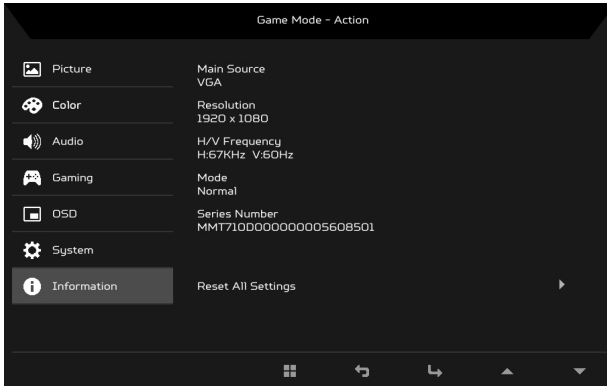 Game Mode - Action
Picture
Color
Audio
Gaming
OSD
System
Information
Main Source
VGA
Resolution
1920 x 1080
H/V Frequency
H:67KHz V:60Hz
Mode
Normal
Series Number
MMT710D000000005608501
Reset All Settings